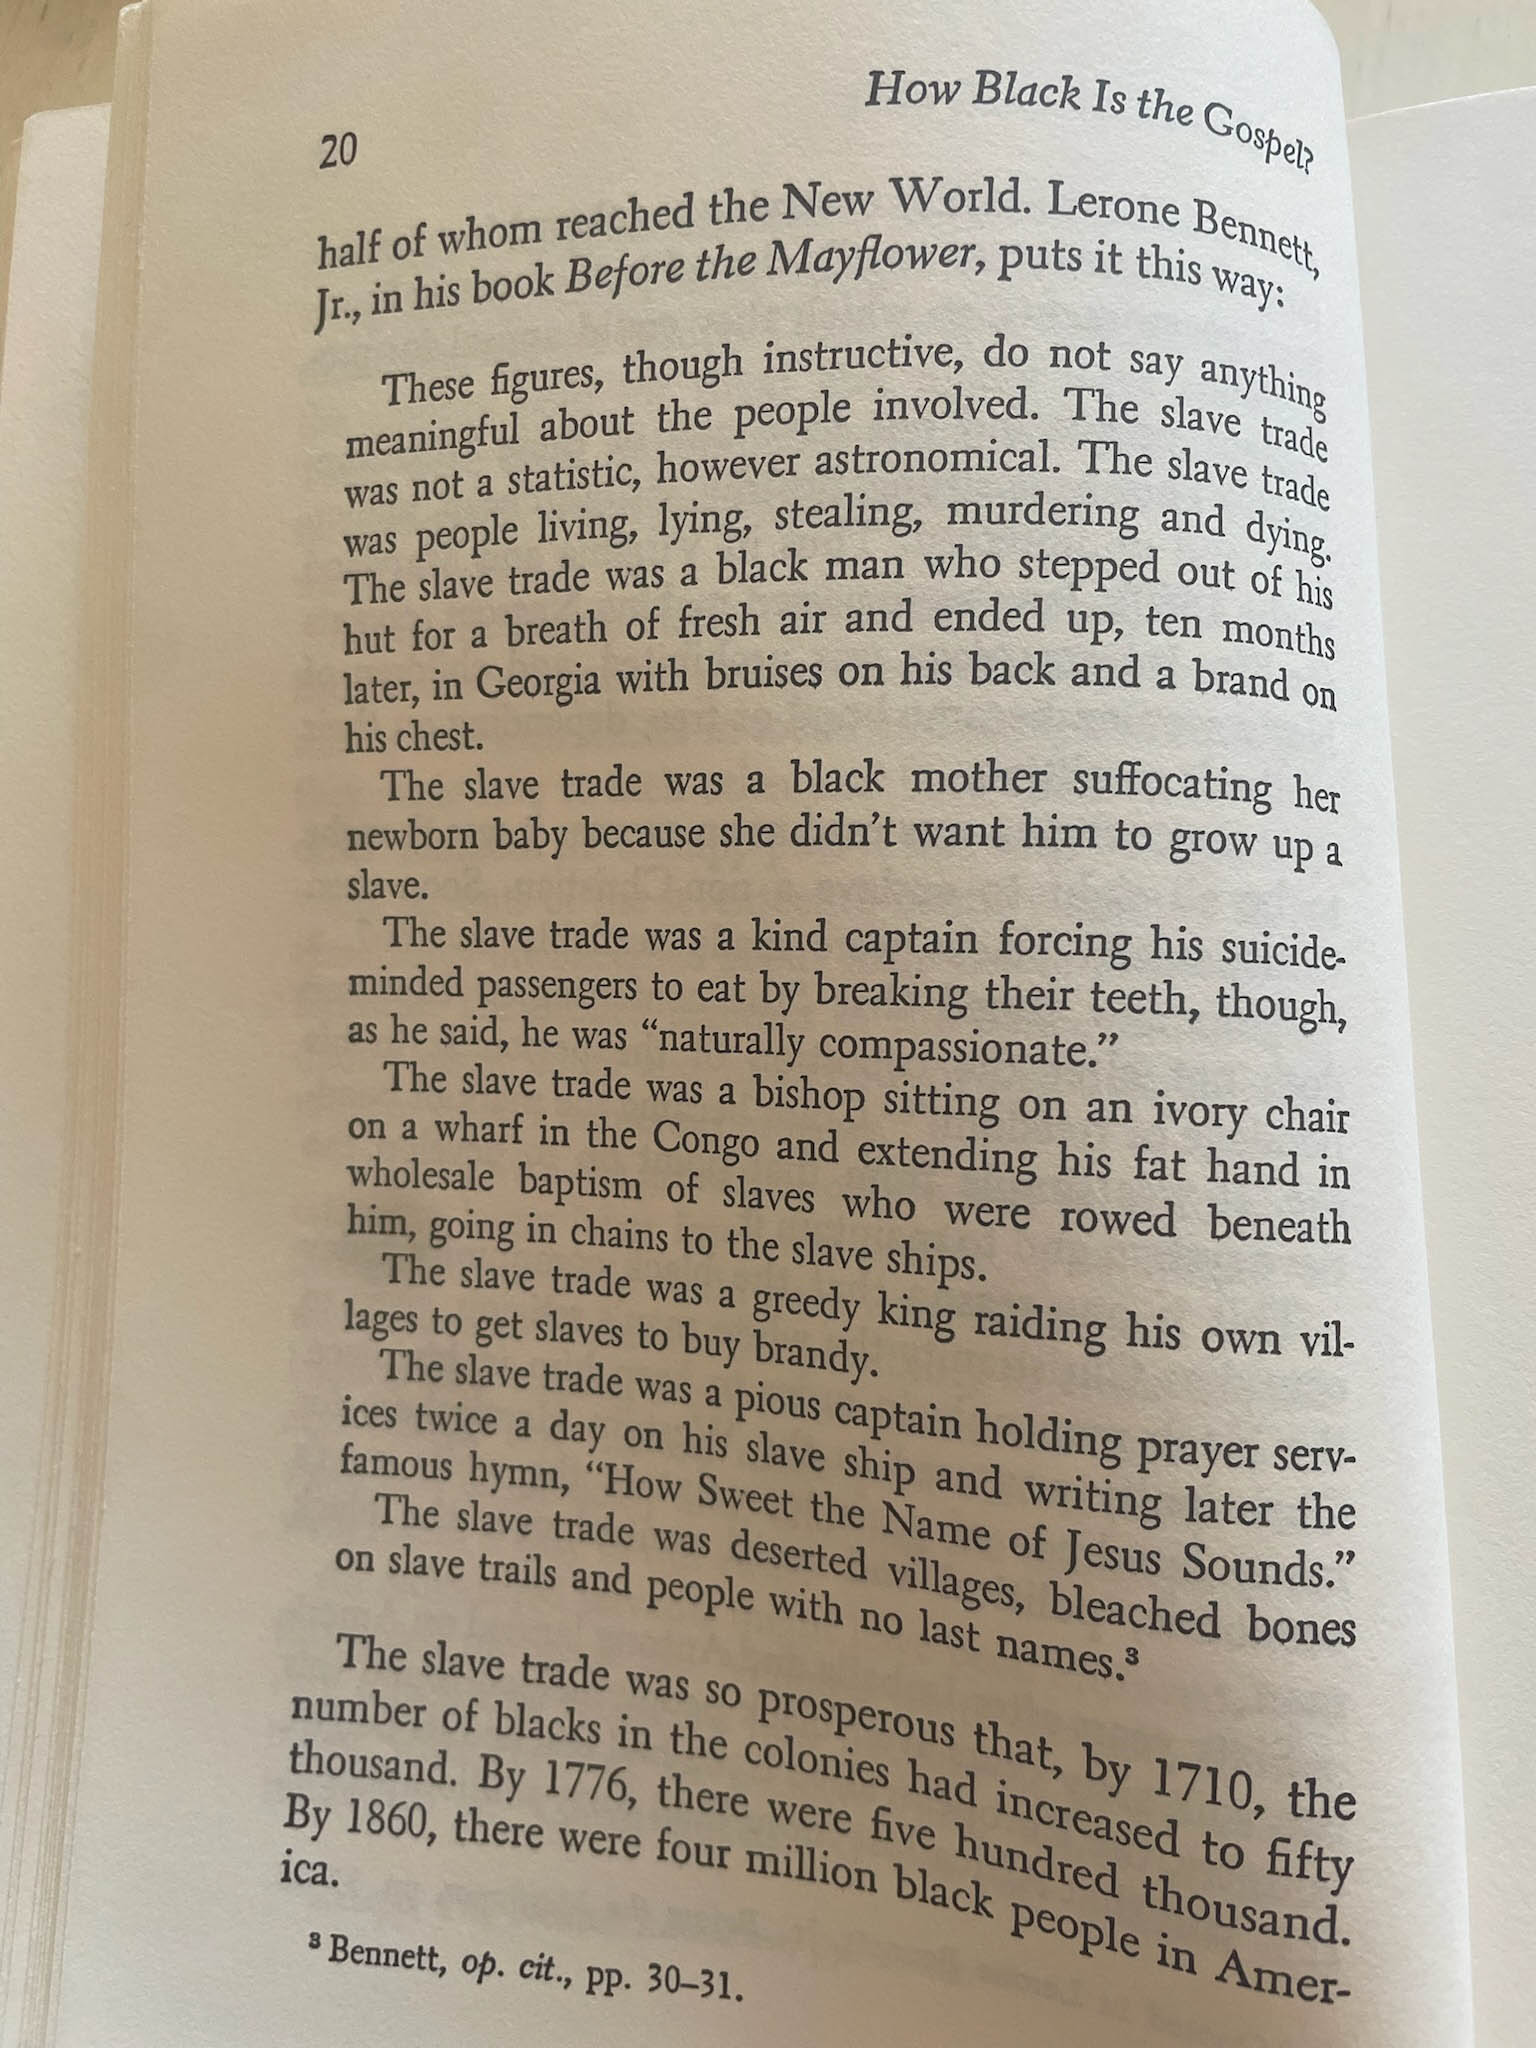 20
How Black Is the Gospel?
half of whom reached the New World. Lerone Bennett,
Jr., in his book Before the Mayflower, puts it this way:
These figures, though instructive, do not say anything
meaningful about the people involved. The slave trade
was not a statistic, however astronomical. The slave trade
was people living, lying, stealing, murdering and dying.
The slave trade was a black man who stepped out of his
hut for a breath of fresh air and ended up, ten months
later, in Georgia with bruises on his back and a brand on
his chest.
The slave trade was a black mother suffocating her
newborn baby because she didn't want him to grow up a
slave.
The slave trade was a kind captain forcing his suicide-
minded passengers to eat by breaking their teeth, though,
as he said, he was “naturally compassionate.”
The slave trade was a bishop sitting on an ivory chair
on a wharf in the Congo and extending his fat hand in
wholesale baptism of slaves who were rowed beneath
him, going in chains to the slave ships.
The slave trade was a greedy king raiding his own vil-
lages to get slaves to buy brandy.
The slave trade was a pious captain holding prayer serv-
ices twice a day on his slave ship and writing later the
famous hymn, “How Sweet the Name of Jesus Sounds.”
The slave trade was deserted villages, bleached bones
on slave trails and people with no last names.³
The slave trade was so prosperous that, by 1710, the
number of blacks in the colonies had increased to fifty
thousand. By 1776, there were five hundred thousand.
By 1860, there were four million black people in Amer-
ica.
³ Bennett, op. cit., pp. 30–31.